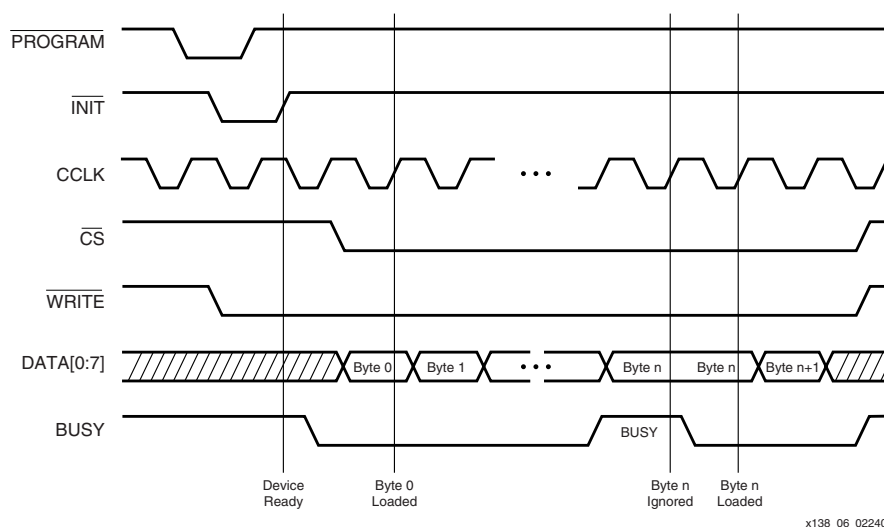 PROGRAM
INIT
CCLK
• • •
CS
WRITE
DATA[0:7] Byte 0 Byte 1 • • • Byte n Byte n Byte n+1
BUSY BUSY
Device Byte 0 Byte n Byte n
Ready Loaded Ignored Loaded
x138_06_02240